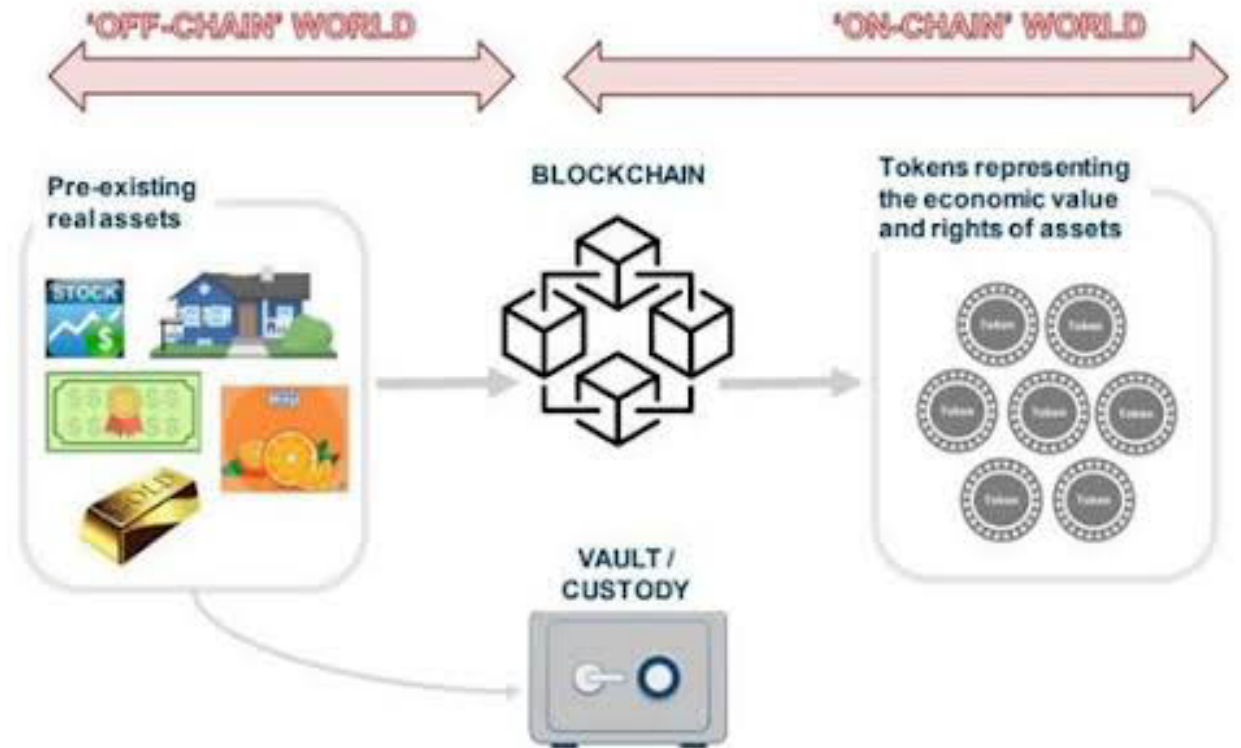 'OFF-CHAIN' WORLD
'ON-CHAIN' WORLD
Pre-existing
real assets
BLOCKCHAIN
Tokens representing
the economic value
and rights of assets
STOCK
$
GOLD
Token
Token
Token
Token
Token
Token
Token
VAULT /
CUSTODY